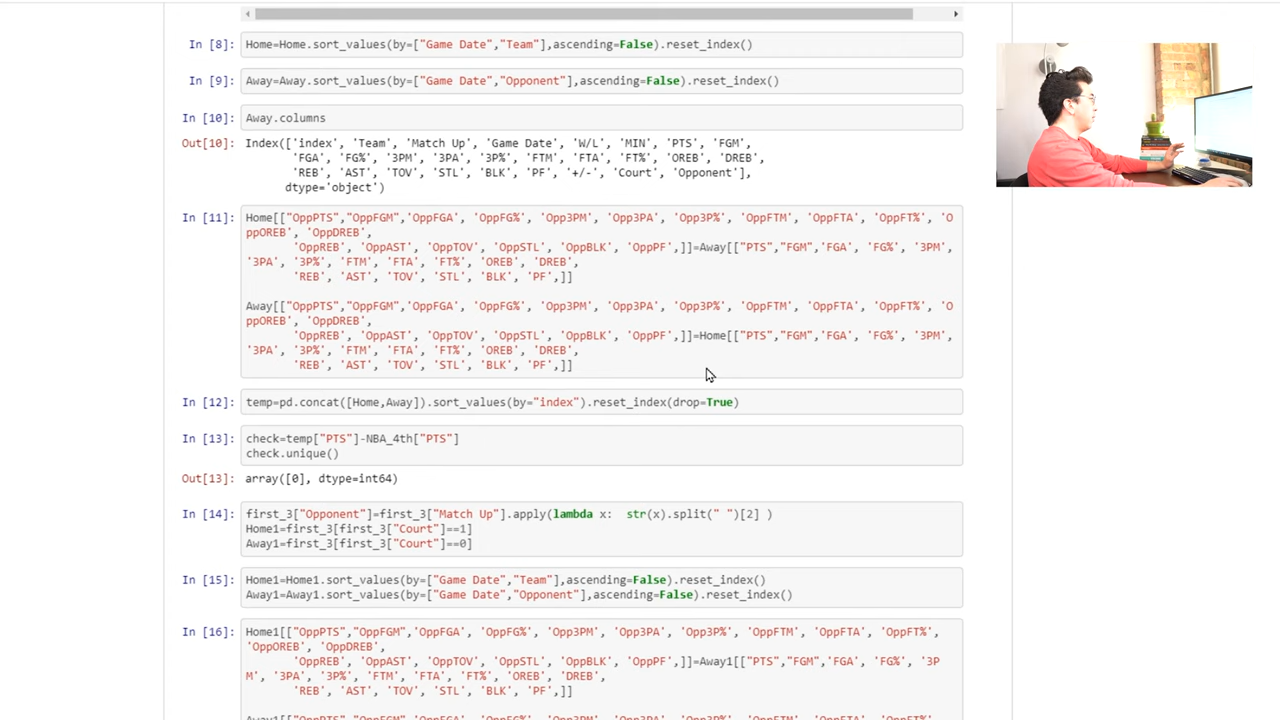 In [8]: Home=Home.sort_values(by=["Game Date","Team"],ascending=False).reset_index()
In [9]: Away=Away.sort_values(by=["Game Date","Opponent"],ascending=False).reset_index()
In [10]: Away.columns
Out[10]: Index(['index', 'Team', 'Match Up', 'Game Date', 'W/L', 'MIN', 'PTS', 'FGM',
'FGA', 'FG%', '3PM', '3PA', '3P%', 'FTM', 'FTA', 'FT%', 'OREB', 'DREB',
'REB', 'AST', 'TOV', 'STL', 'BLK', 'PF', '+/-', 'Court', 'Opponent'],
dtype='object')
In [11]: Home[["OppPTS","OppFGM",'OppFGA', 'OppFG%', 'Opp3PM', 'Opp3PA', 'Opp3P%', 'OppFTM', 'OppFTA', 'OppFT%', 'O
ppOREB', 'OppDREB',
'OppREB', 'OppAST', 'OppTOV', 'OppSTL', 'OppBLK', 'OppPF',]]=Away[["PTS","FGM",'FGA', 'FG%', '3PM',
'3PA', '3P%', 'FTM', 'FTA', 'FT%', 'OREB', 'DREB',
'REB', 'AST', 'TOV', 'STL', 'BLK', 'PF',]]
Away[["OppPTS","OppFGM",'OppFGA', 'OppFG%', 'Opp3PM', 'Opp3PA', 'Opp3P%', 'OppFTM', 'OppFTA', 'OppFT%', 'O
ppOREB', 'OppDREB',
'OppREB', 'OppAST', 'OppTOV', 'OppSTL', 'OppBLK', 'OppPF',]]=Home[["PTS","FGM",'FGA', 'FG%', '3PM',
'3PA', '3P%', 'FTM', 'FTA', 'FT%', 'OREB', 'DREB',
'REB', 'AST', 'TOV', 'STL', 'BLK', 'PF',]]
In [12]: temp=pd.concat([Home,Away]).sort_values(by="index").reset_index(drop=True)
In [13]: check=temp["PTS"]-NBA_4th["PTS"]
check.unique()
Out[13]: array([0], dtype=int64)
In [14]: first_3["Opponent"]=first_3["Match Up"].apply(lambda x:  str(x).split(" ")[2] )
Home1=first_3[first_3["Court"]==1]
Away1=first_3[first_3["Court"]==0]
In [15]: Home1=Home1.sort_values(by=["Game Date","Team"],ascending=False).reset_index()
Away1=Away1.sort_values(by=["Game Date","Opponent"],ascending=False).reset_index()
In [16]: Home1[["OppPTS","OppFGM",'OppFGA', 'OppFG%', 'Opp3PM', 'Opp3PA', 'Opp3P%', 'OppFTM', 'OppFTA', 'OppFT%',
'OppOREB', 'OppDREB',
'OppREB', 'OppAST', 'OppTOV', 'OppSTL', 'OppBLK', 'OppPF',]]=Away1[["PTS","FGM",'FGA', 'FG%', '3P
M', '3PA', '3P%', 'FTM', 'FTA', 'FT%', 'OREB', 'DREB',
'REB', 'AST', 'TOV', 'STL', 'BLK', 'PF',]]
Away1[["OppPTS","OppFGM",'OppFGA', 'OppFG%', 'Opp3PM', 'Opp3PA', 'Opp3P%', 'OppFTM', 'OppFTA', 'OppFT%',